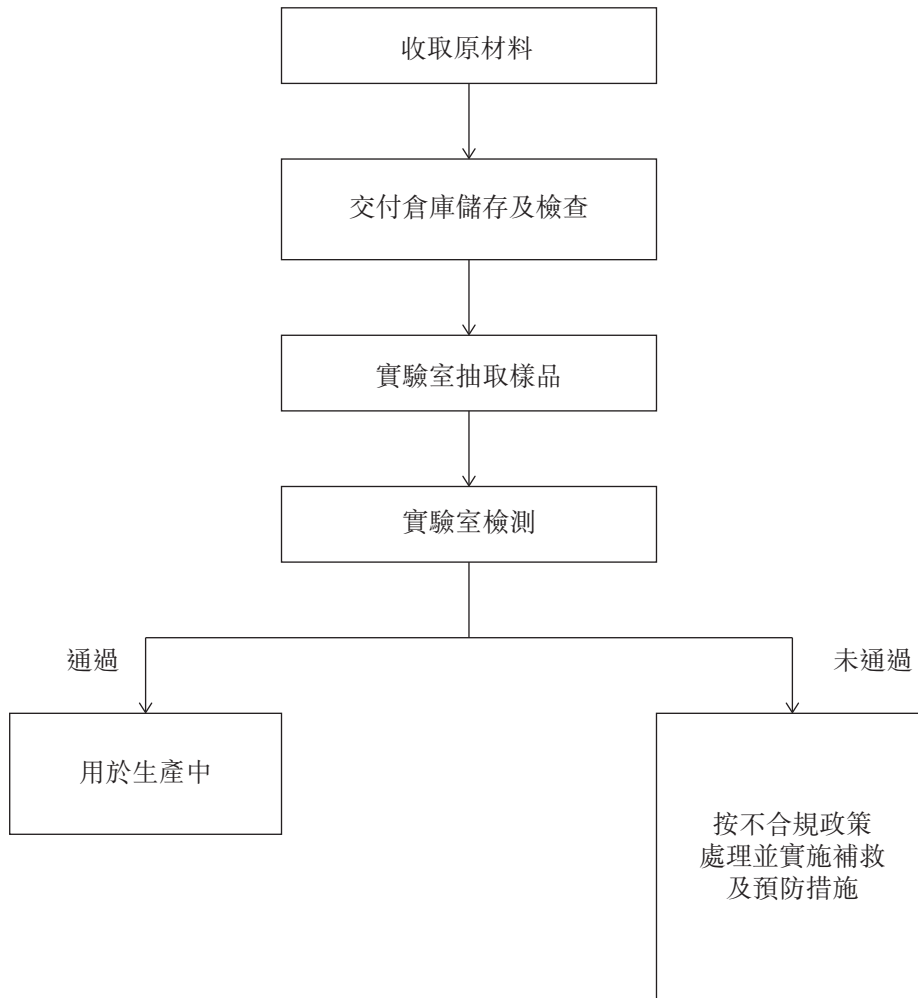 收取原材料
交付倉庫儲存及檢查
實驗室抽取樣品
實驗室檢測
通過
未通過
用於生產中
按不合規政策
處理並實施補救
及預防措施